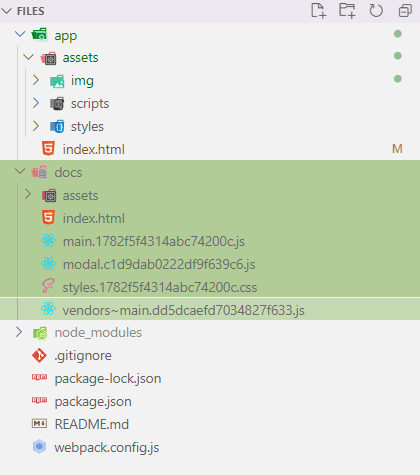 FILES
app
assets
img
scripts
styles
index.html M
docs
assets
index.html
main.1782f5f4314abc74200c.js
modal.c1d9dab0222df9f639c6.js
styles.1782f5f4314abc74200c.css
vendors~main.dd5dcaefd7034827f633.js
node_modules
.gitignore
package-lock.json
package.json
README.md
webpack.config.js